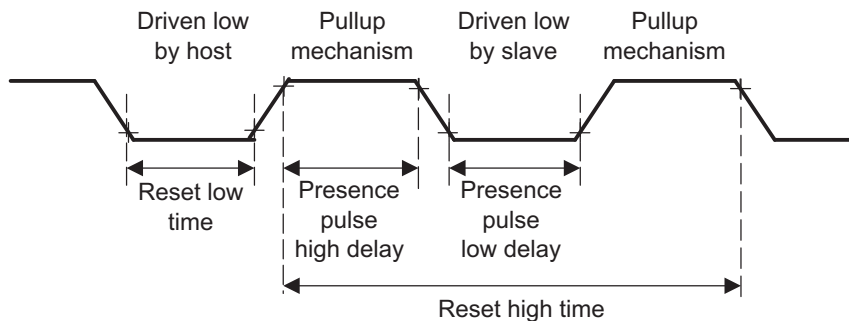 Driven low
by host
Pullup
mechanism
Driven low
by slave
Pullup
mechanism
Reset low
time
Presence
pulse
high delay
Presence
pulse
low delay
Reset high time